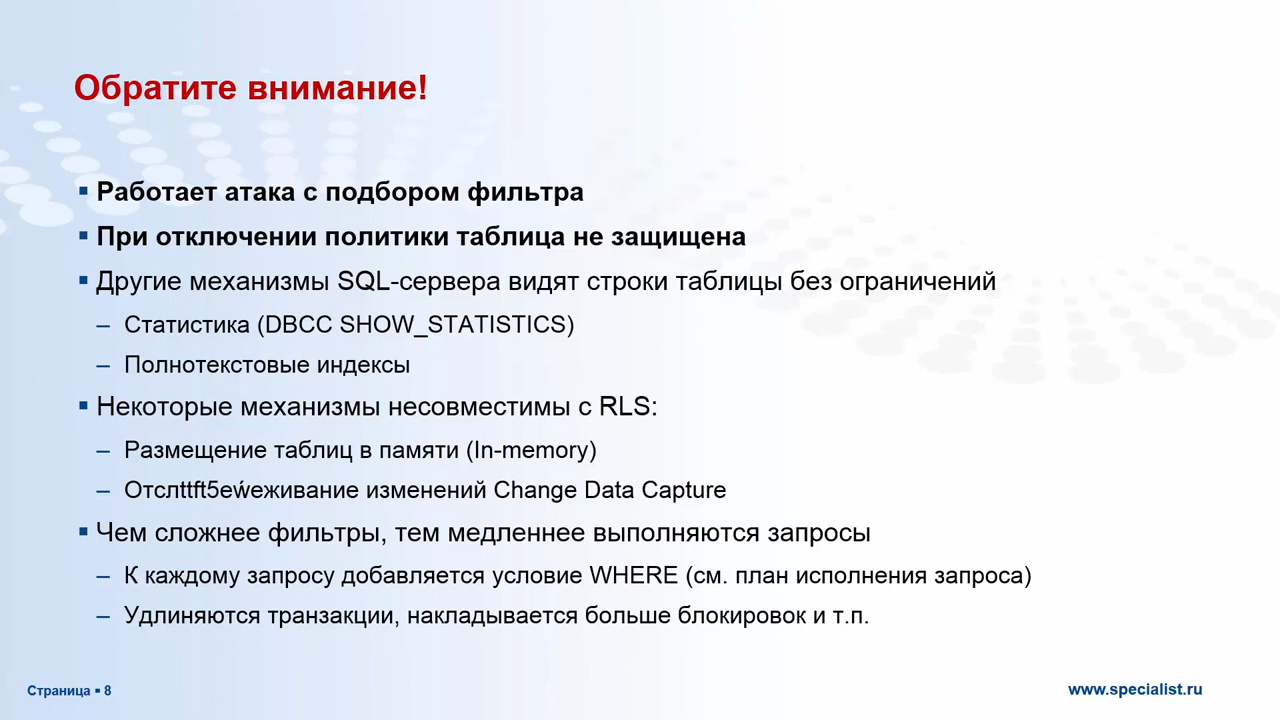 Обратите внимание!
▪ Работает атака с подбором фильтра
▪ При отключении политики таблица не защищена
▪ Другие механизмы SQL-сервера видят строки таблицы без ограничений
– Статистика (DBCC SHOW_STATISTICS)
– Полнотекстовые индексы
▪ Некоторые механизмы несовместимы с RLS:
– Размещение таблиц в памяти (In-memory)
– Отслttft5eẃеживание изменений Change Data Capture
▪ Чем сложнее фильтры, тем медленнее выполняются запросы
– К каждому запросу добавляется условие WHERE (см. план исполнения запроса)
– Удлиняются транзакции, накладывается больше блокировок и т.п.
Страница ▪ 8
www.specialist.ru